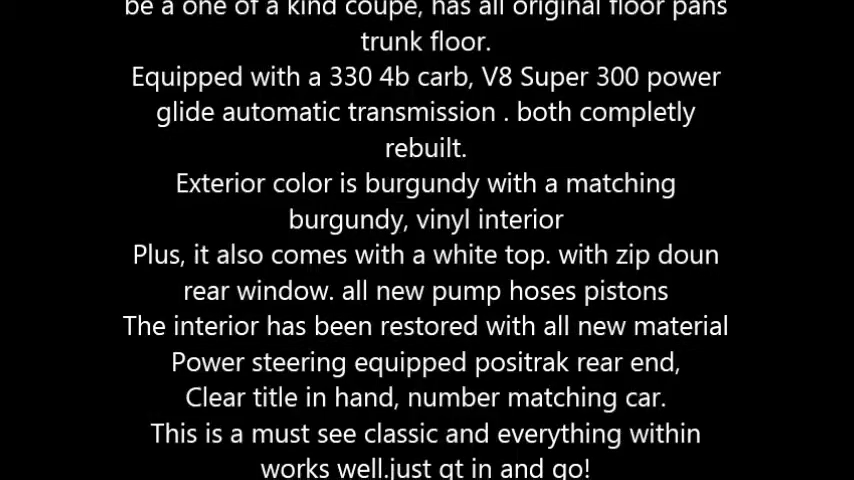 be a one of a kind coupe, has all original floor pans
trunk floor.
Equipped with a 330 4b carb, V8 Super 300 power
glide automatic transmission . both completly
rebuilt.
Exterior color is burgundy with a matching
burgundy, vinyl interior
Plus, it also comes with a white top. with zip doun
rear window. all new pump hoses pistons
The interior has been restored with all new material
Power steering equipped positrak rear end,
Clear title in hand, number matching car.
This is a must see classic and everything within
works well.just gt in and go!